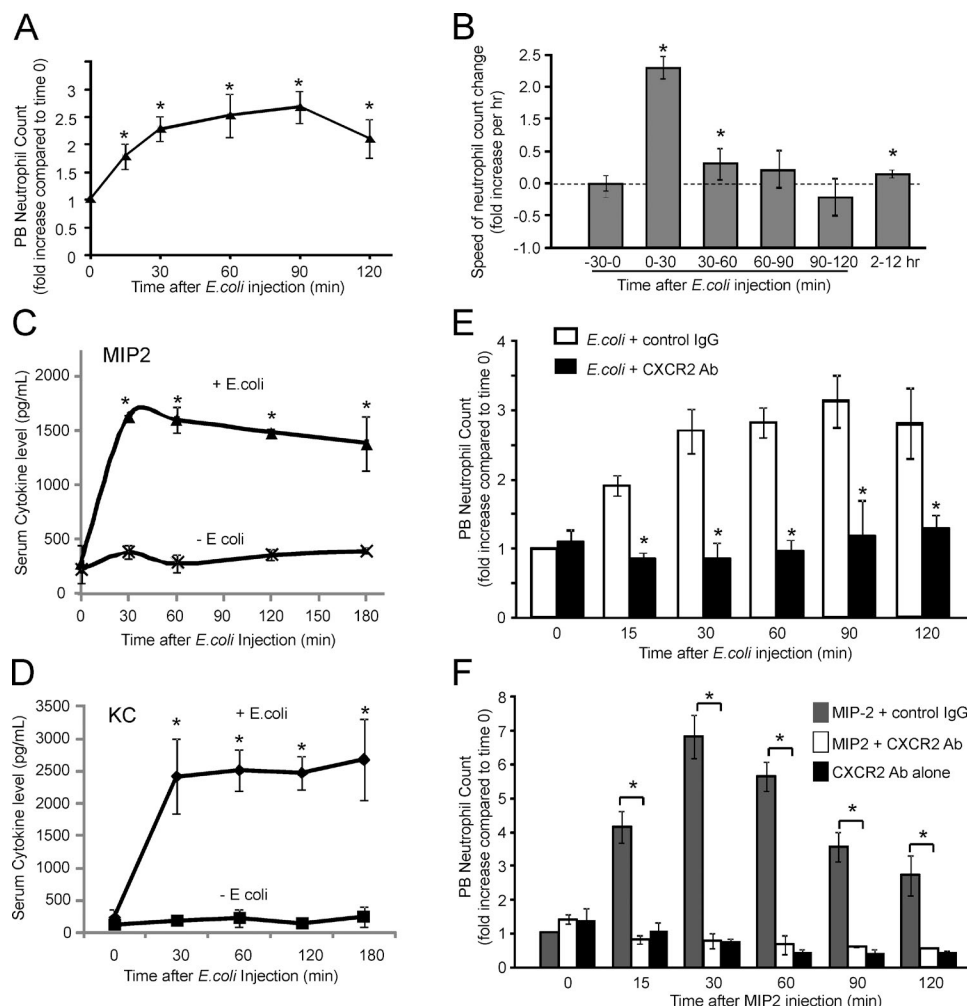 A
PB Neutrophil Count
(fold increase compared to time 0)
3
2.5
2
1.5
1
0.5
0
* * * * *
0 30 60 90 120
Time after E.coli injection (min)
B
Speed of neutrophil count change
(fold increase per hr)
2.5
2.0
1.5
1.0
0.5
0.0
-0.5
-1.0
* * *
-30-0 0-30 30-60 60-90 90-120 2-12 hr
Time after E.coli injection (min)
C
MIP2
Serum Cytokine level (pg/mL)
2000
1500
1000
500
0
+ E.coli
* * * *
- E coli
0 30 60 90 120 150 180
Time after E.coli Injection (min)
D
KC
Serum Cytokine level (pg/mL)
3500
3000
2500
2000
1500
1000
500
0
+ E.coli
* * * *
- E coli
0 30 60 120 180
Time after E.coli Injection (min)
E
E.coli + control IgG
E.coli + CXCR2 Ab
PB Neutrophil Count
(fold increase compared to time 0)
4
3
2
1
0
* * * * *
0 15 30 60 90 120
Time after E.coli injection (min)
F
MIP-2 + control IgG
MIP2 + CXCR2 Ab
CXCR2 Ab alone
PB Neutrophil Count
(fold increase compared to time 0)
8
7
6
5
4
3
2
1
0
* * * * *
0 15 30 60 90 120
Time after MIP2 injection (min)